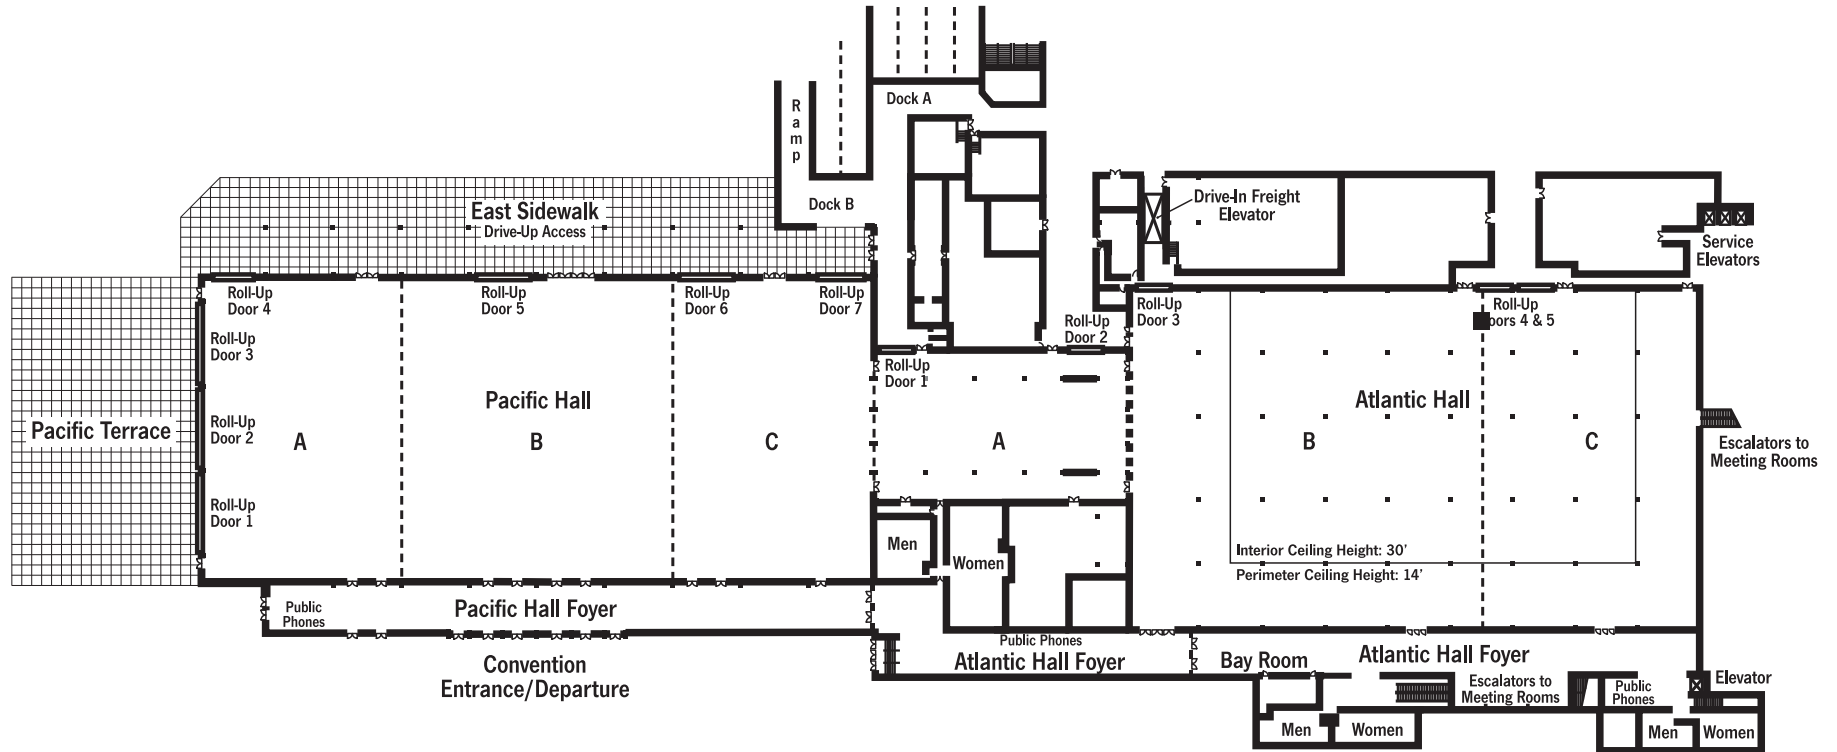 Ramp
Dock A
Dock B
East Sidewalk
Drive-Up Access
Drive-In Freight
Elevator
Service
Elevators
Roll-Up
Door 4
Roll-Up
Door 5
Roll-Up
Door 6
Roll-Up
Door 7
Roll-Up
Door 3
Roll-Up
Door 2
Roll-Up
Door 1
Roll-Up
Door 1
Roll-Up
Door 2
Roll-Up
Door 3
Roll-Up
oors 4 & 5
Pacific Terrace
Pacific Hall
A
B
C
A
Atlantic Hall
B
C
Escalators to
Meeting Rooms
Men
Women
Interior Ceiling Height: 30'
Perimeter Ceiling Height: 14'
Public
Phones
Pacific Hall Foyer
Convention
Entrance/Departure
Public Phones
Atlantic Hall Foyer
Bay Room
Atlantic Hall Foyer
Escalators to
Meeting Rooms
Public
Phones
Elevator
Men
Women
Men
Women